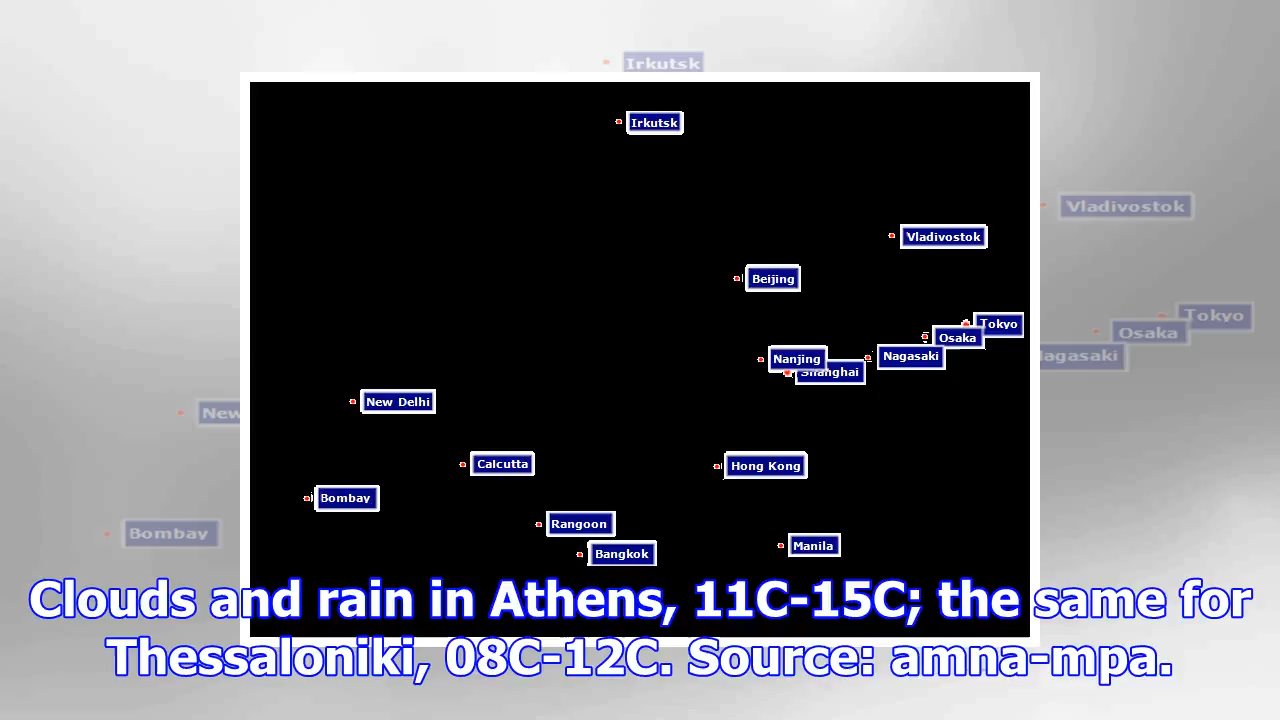 Irkutsk
Irkutsk
Vladivostok
Vladivostok
Beijing
Tokyo
Tokyo
Osaka
Osaka
Nanjing
Nagasaki
agasaki
Shanghai
New Delhi
New
Calcutta
Hong Kong
Bombay
Bombay
Rangoon
Manila
Bangkok
Clouds and rain in Athens, 11C-15C; the same for
Thessaloniki, 08C-12C. Source: amna-mpa.